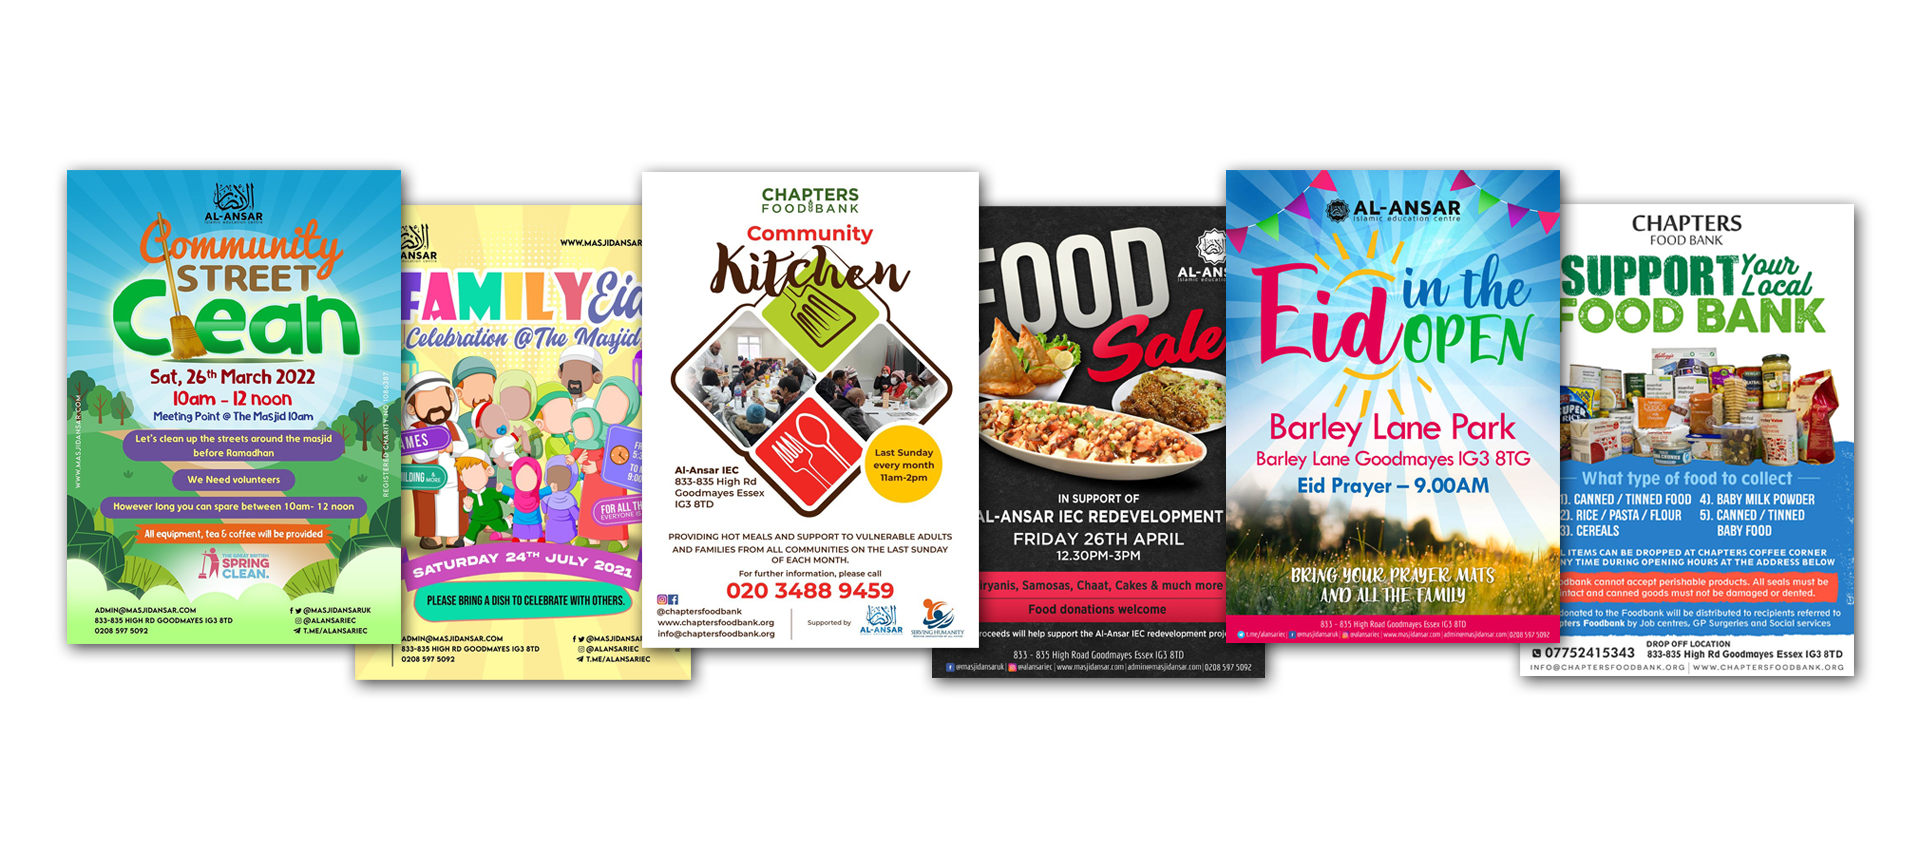 AL-ANSAR
islamic education centre
Community
STREET
Clean
Sat, 26th March 2022
10am - 12 noon
Meeting Point @ The Masjid 10am
Let's clean up the streets around the masjid
before Ramadhan
We Need volunteers
However long you can spare between 10am- 12 noon
All equipment, tea & coffee will be provided
THE GREAT BRITISH
SPRING
CLEAN.
WWW.MASJIDANSAR.COM
REGISTERED CHARITY NO:
ADMIN@MASJIDANSAR.COM
833-835 HIGH RD GOODMAYES IG3 8TD
0208 597 5092
@MASJIDANSARUK
@ALANSARIEC
T.ME/ALANSARIEC
ANSAR
WWW.MASJIDANSAR
FAMILY Eid
Celebration @ The Masjid
AMES
ILDING &
MORE
FOR ALL TH
SATURDAY 24TH JULY 2021
PLEASE BRING A DISH TO CELEBRATE WITH OTHERS.
ADMIN@MASJIDANSAR.COM
833-835 HIGH RD GOODMAYES IG3 8TD
0208 597 5092
@MASJIDANSA
@ALANSARIEC
T.ME/ALANSARIEC
CHAPTERS
FOOD BANK
Community
Kitchen
Last Sunday
every month
11am-2pm
Al-Ansar IEC
833-835 High Rd
Goodmayes Essex
IG3 8TD
PROVIDING HOT MEALS AND SUPPORT TO VULNERABLE ADULTS
AND FAMILIES FROM ALL COMMUNITIES ON THE LAST SUNDAY
OF EACH MONTH.
For further information, please call
020 3488 9459
@chaptersfoodbank
www.chaptersfoodbank.org
info@chaptersfoodbank.org
Supported by
AL-ANSAR
SERVING HUMANITY
FOOD
Sale
AL-ANS
islamic educatio
IN SUPPORT OF
AL-ANSAR IEC REDEVELOPMENT
FRIDAY 26TH APRIL
12.30PM-3PM
iryanis, Samosas, Chaat, Cakes & much more
Food donations welcome
roceeds will help support the Al-Ansar IEC redevelopment proje
833 - 835 High Road Goodmayes Essex IG3 8TD
@masjidansaruk | @alansariec | www.masjidansar.com | admin@masjidansar.com | 0208 597 5092
AL-ANSAR
islamic education centre
Eid in the
OPEN
Barley Lane Park
Barley Lane Goodmayes IG3 8TG
Eid Prayer – 9.00AM
BRING YOUR PRAYER MATS
AND ALL THE FAMILY
833 - 835 High Road Goodmayes Essex IG3 8TD
t.me/alansariec | @masjidansaruk | @alansariec | www.masjidansar.com | admin@masjidansar.com | 0208 597 5092
CHAPTERS
FOOD BANK
SUPPORT Your
Local
FOOD BANK
What type of food to collect
1). CANNED / TINNED FOOD
2). RICE / PASTA / FLOUR
3). CEREALS
4). BABY MILK POWDER
5). CANNED / TINNED
BABY FOOD
L ITEMS CAN BE DROPPED AT CHAPTERS COFFEE CORNER
NY TIME DURING OPENING HOURS AT THE ADDRESS BELOW
odbank cannot accept perishable products. All seals must be
ntact and canned goods must not be damaged or dented.
donated to the Foodbank will be distributed to recipients referred to
pters Foodbank by Job centres, GP Surgeries and Social services
07752415343
DROP OFF LOCATION
833-835 High Rd Goodmayes Essex IG3 8TD
INFO@CHAPTERSFOODBANK.ORG | WWW.CHAPTERSFOODBANK.ORG